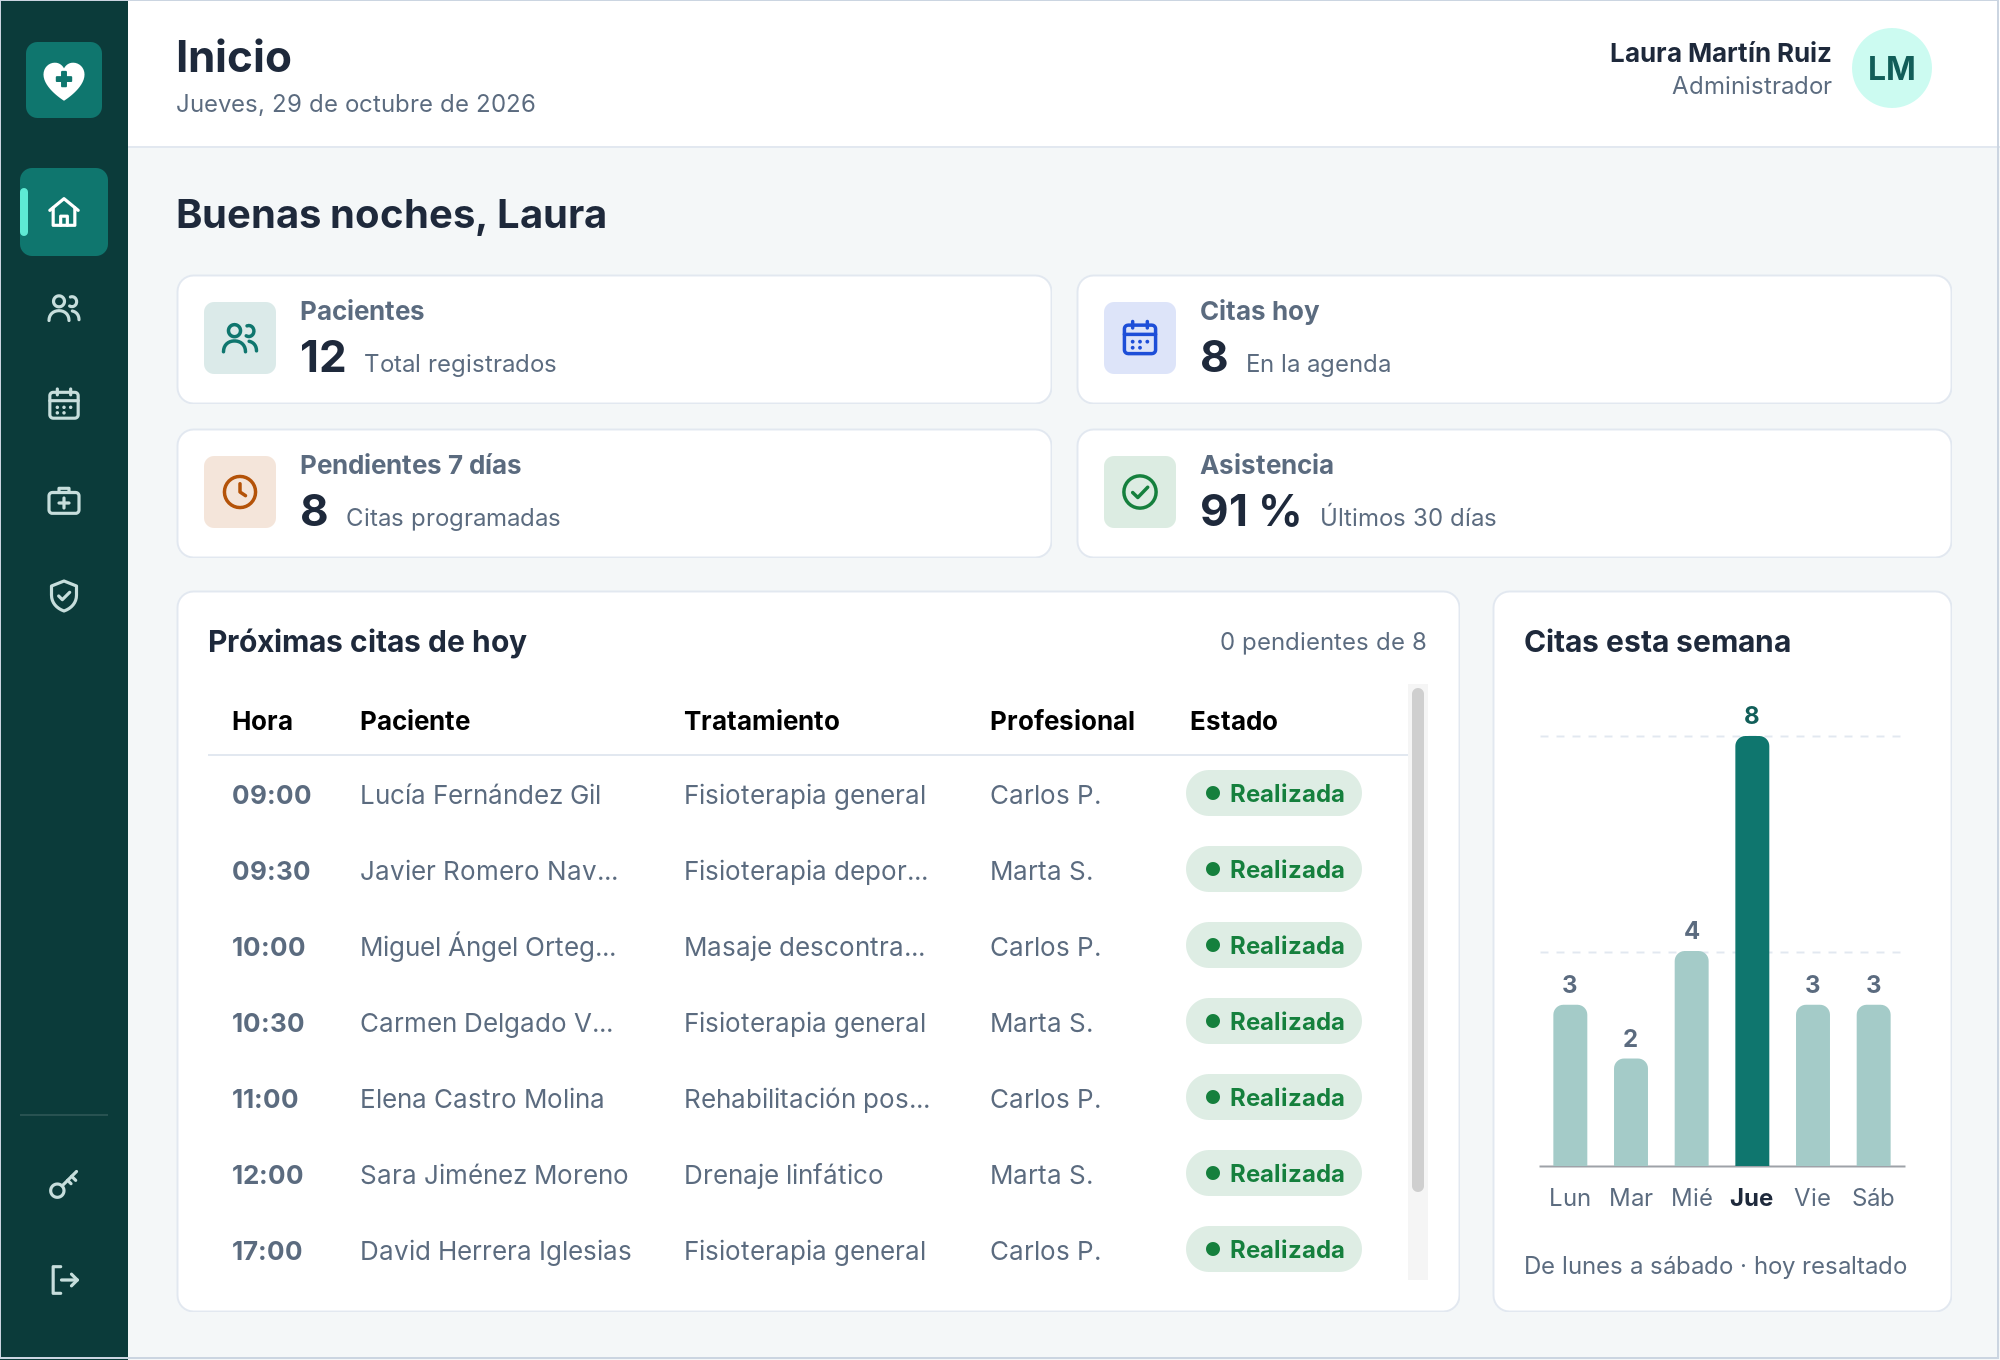 Inicio
Jueves, 29 de octubre de 2026
Laura Martín Ruiz
Administrador
LM
Buenas noches, Laura
Pacientes
12 Total registrados
Citas hoy
8 En la agenda
Pendientes 7 días
8 Citas programadas
Asistencia
91 % Últimos 30 días
Próximas citas de hoy
0 pendientes de 8
Hora Paciente Tratamiento Profesional Estado
09:00 Lucía Fernández Gil Fisioterapia general Carlos P. Realizada
09:30 Javier Romero Nav... Fisioterapia depor... Marta S. Realizada
10:00 Miguel Ángel Orteg... Masaje descontra... Carlos P. Realizada
10:30 Carmen Delgado V... Fisioterapia general Marta S. Realizada
11:00 Elena Castro Molina Rehabilitación pos... Carlos P. Realizada
12:00 Sara Jiménez Moreno Drenaje linfático Marta S. Realizada
17:00 David Herrera Iglesias Fisioterapia general Carlos P. Realizada
Citas esta semana
8
4
3 3 3
2
Lun Mar Mié Jue Vie Sáb
De lunes a sábado · hoy resaltado